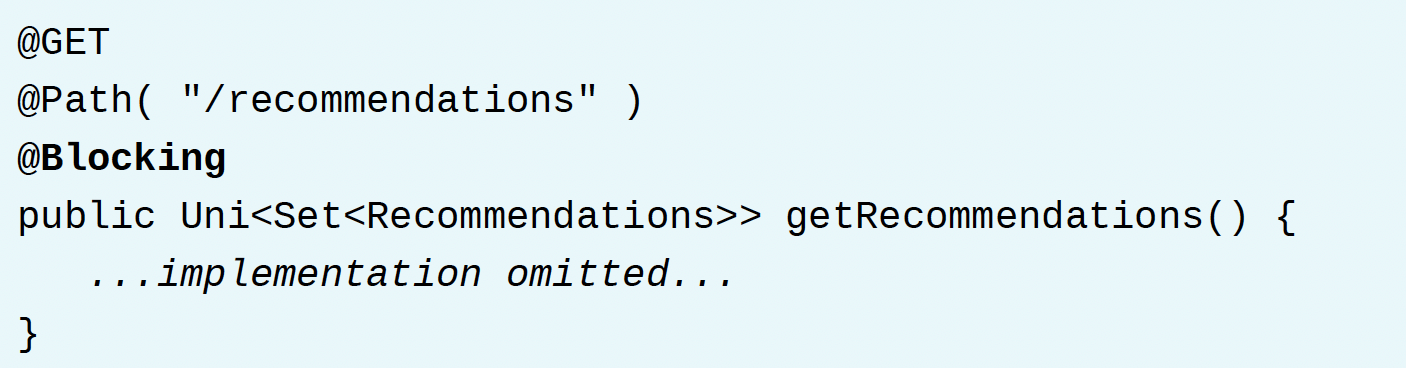 @GET
@Path( "/recommendations" )
@Blocking
public Uni<Set<Recommendations>> getRecommendations() {
...implementation omitted...
}